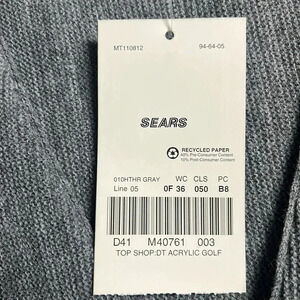 MT110812 94-64-05
SEARS
RECYCLED PAPER
40% Pre-Consumer Content
10% Post-Consumer Content
010HTHR GRAY WC CLS PC
Line 05 0F 36 050 B8
D41 M40761 003
TOP SHOP:DT ACRYLIC GOLF